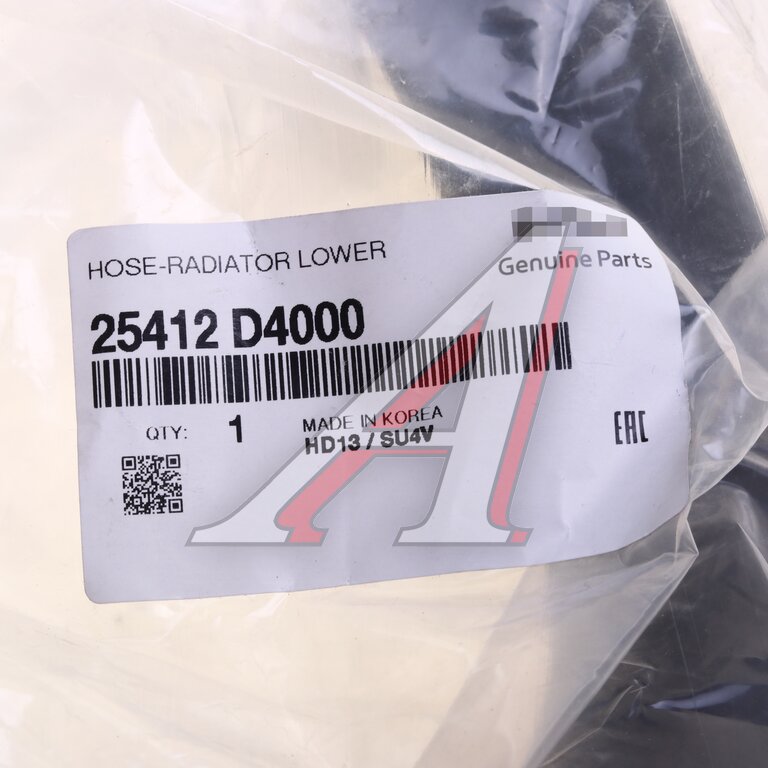 HOSE-RADIATOR LOWER
Genuine Parts
25412 D4000
QTY: 1
MADE IN KOREA
HD13 / SU4V
EAC